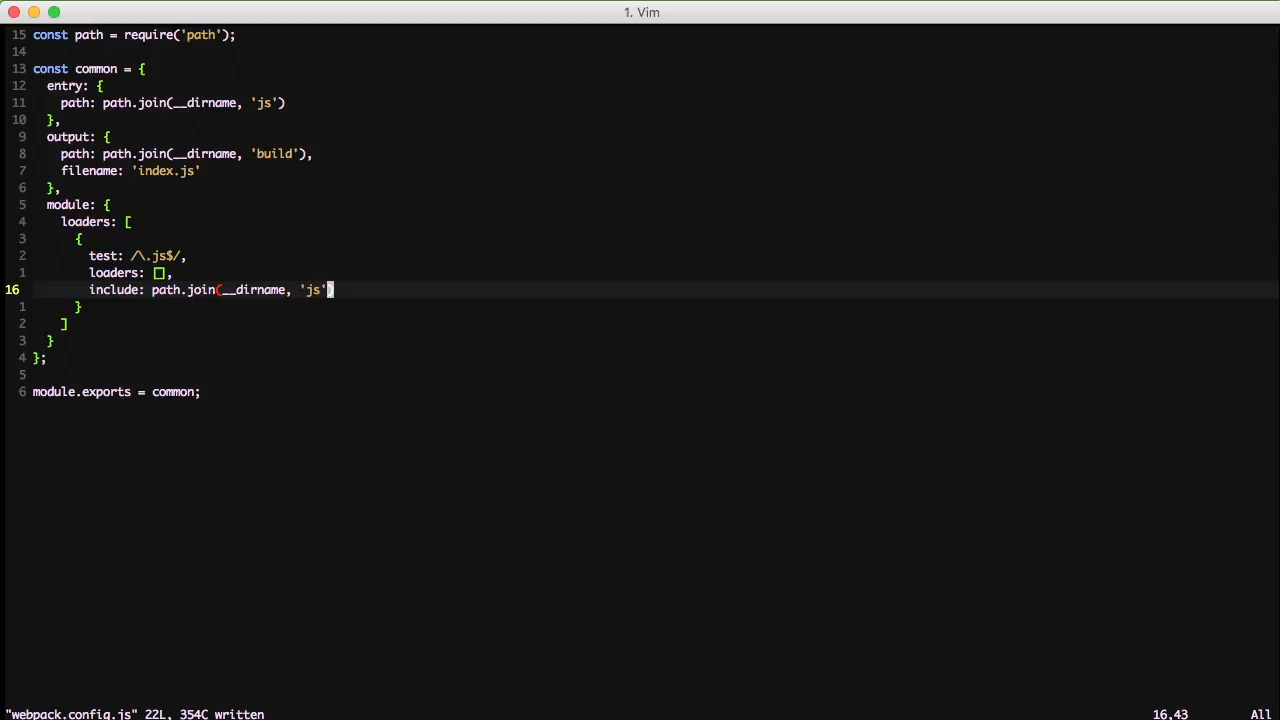 1. Vim
15 const path = require('path');
14
13 const common = {
12   entry: {
11     path: path.join(__dirname, 'js')
10   },
9   output: {
8     path: path.join(__dirname, 'build'),
7     filename: 'index.js'
6   },
5   module: {
4     loaders: [
3       {
2         test: /\.js$/,
1         loaders: [],
16         include: path.join(__dirname, 'js')
1       }
2     ]
3   }
4 };
5
6 module.exports = common;
"webpack.config.js" 22L, 354C written 16,43 All